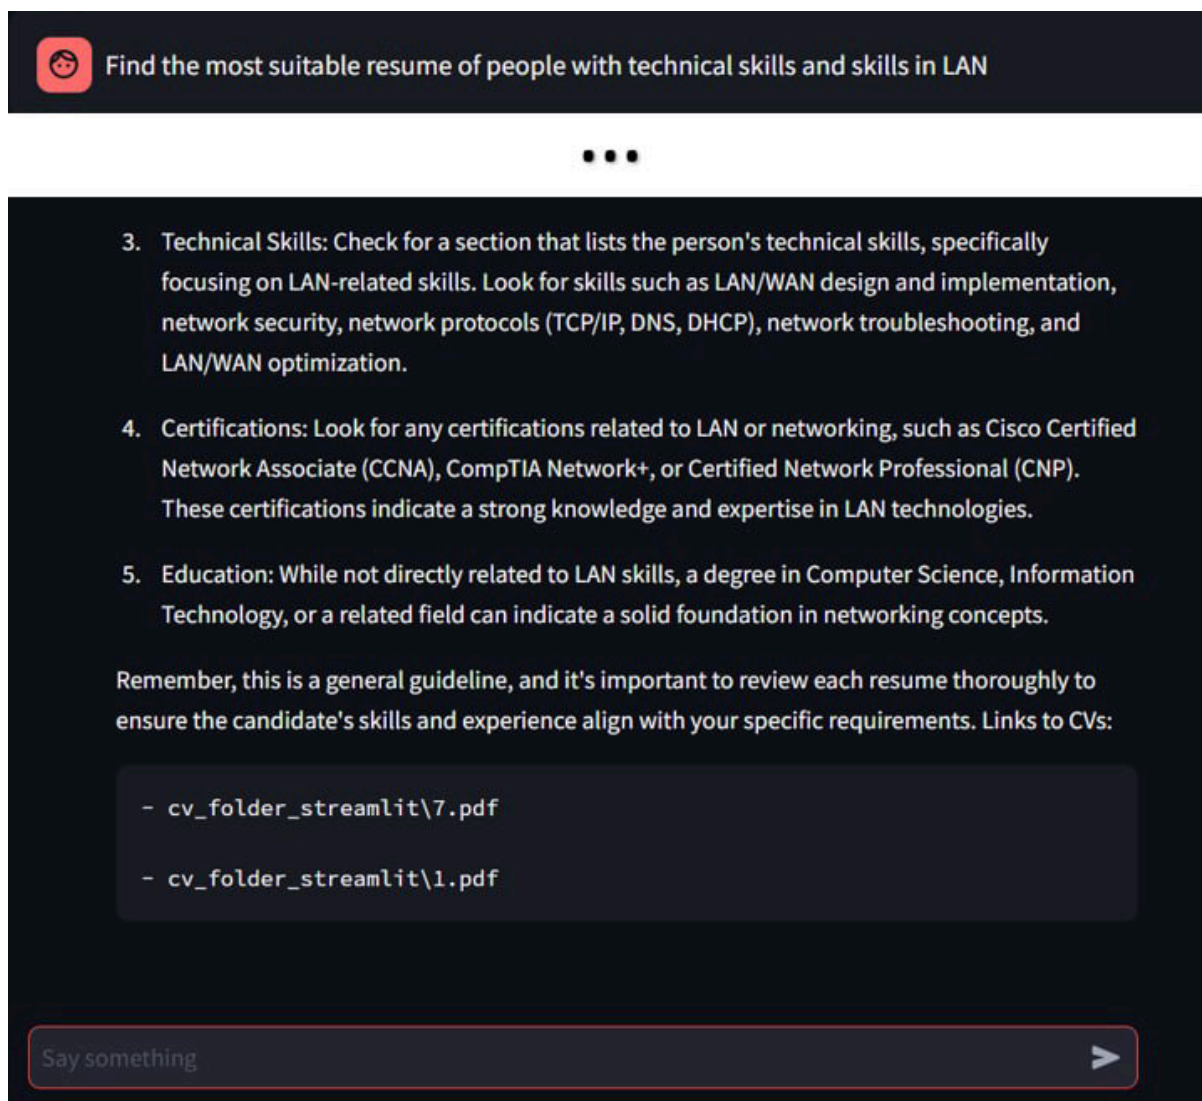 Find the most suitable resume of people with technical skills and skills in LAN
•••
3. Technical Skills: Check for a section that lists the person's technical skills, specifically
focusing on LAN-related skills. Look for skills such as LAN/WAN design and implementation,
network security, network protocols (TCP/IP, DNS, DHCP), network troubleshooting, and
LAN/WAN optimization.
4. Certifications: Look for any certifications related to LAN or networking, such as Cisco Certified
Network Associate (CCNA), CompTIA Network+, or Certified Network Professional (CNP).
These certifications indicate a strong knowledge and expertise in LAN technologies.
5. Education: While not directly related to LAN skills, a degree in Computer Science, Information
Technology, or a related field can indicate a solid foundation in networking concepts.
Remember, this is a general guideline, and it's important to review each resume thoroughly to
ensure the candidate's skills and experience align with your specific requirements. Links to CVs:
- cv_folder_streamlit\7.pdf
- cv_folder_streamlit\1.pdf
Say something